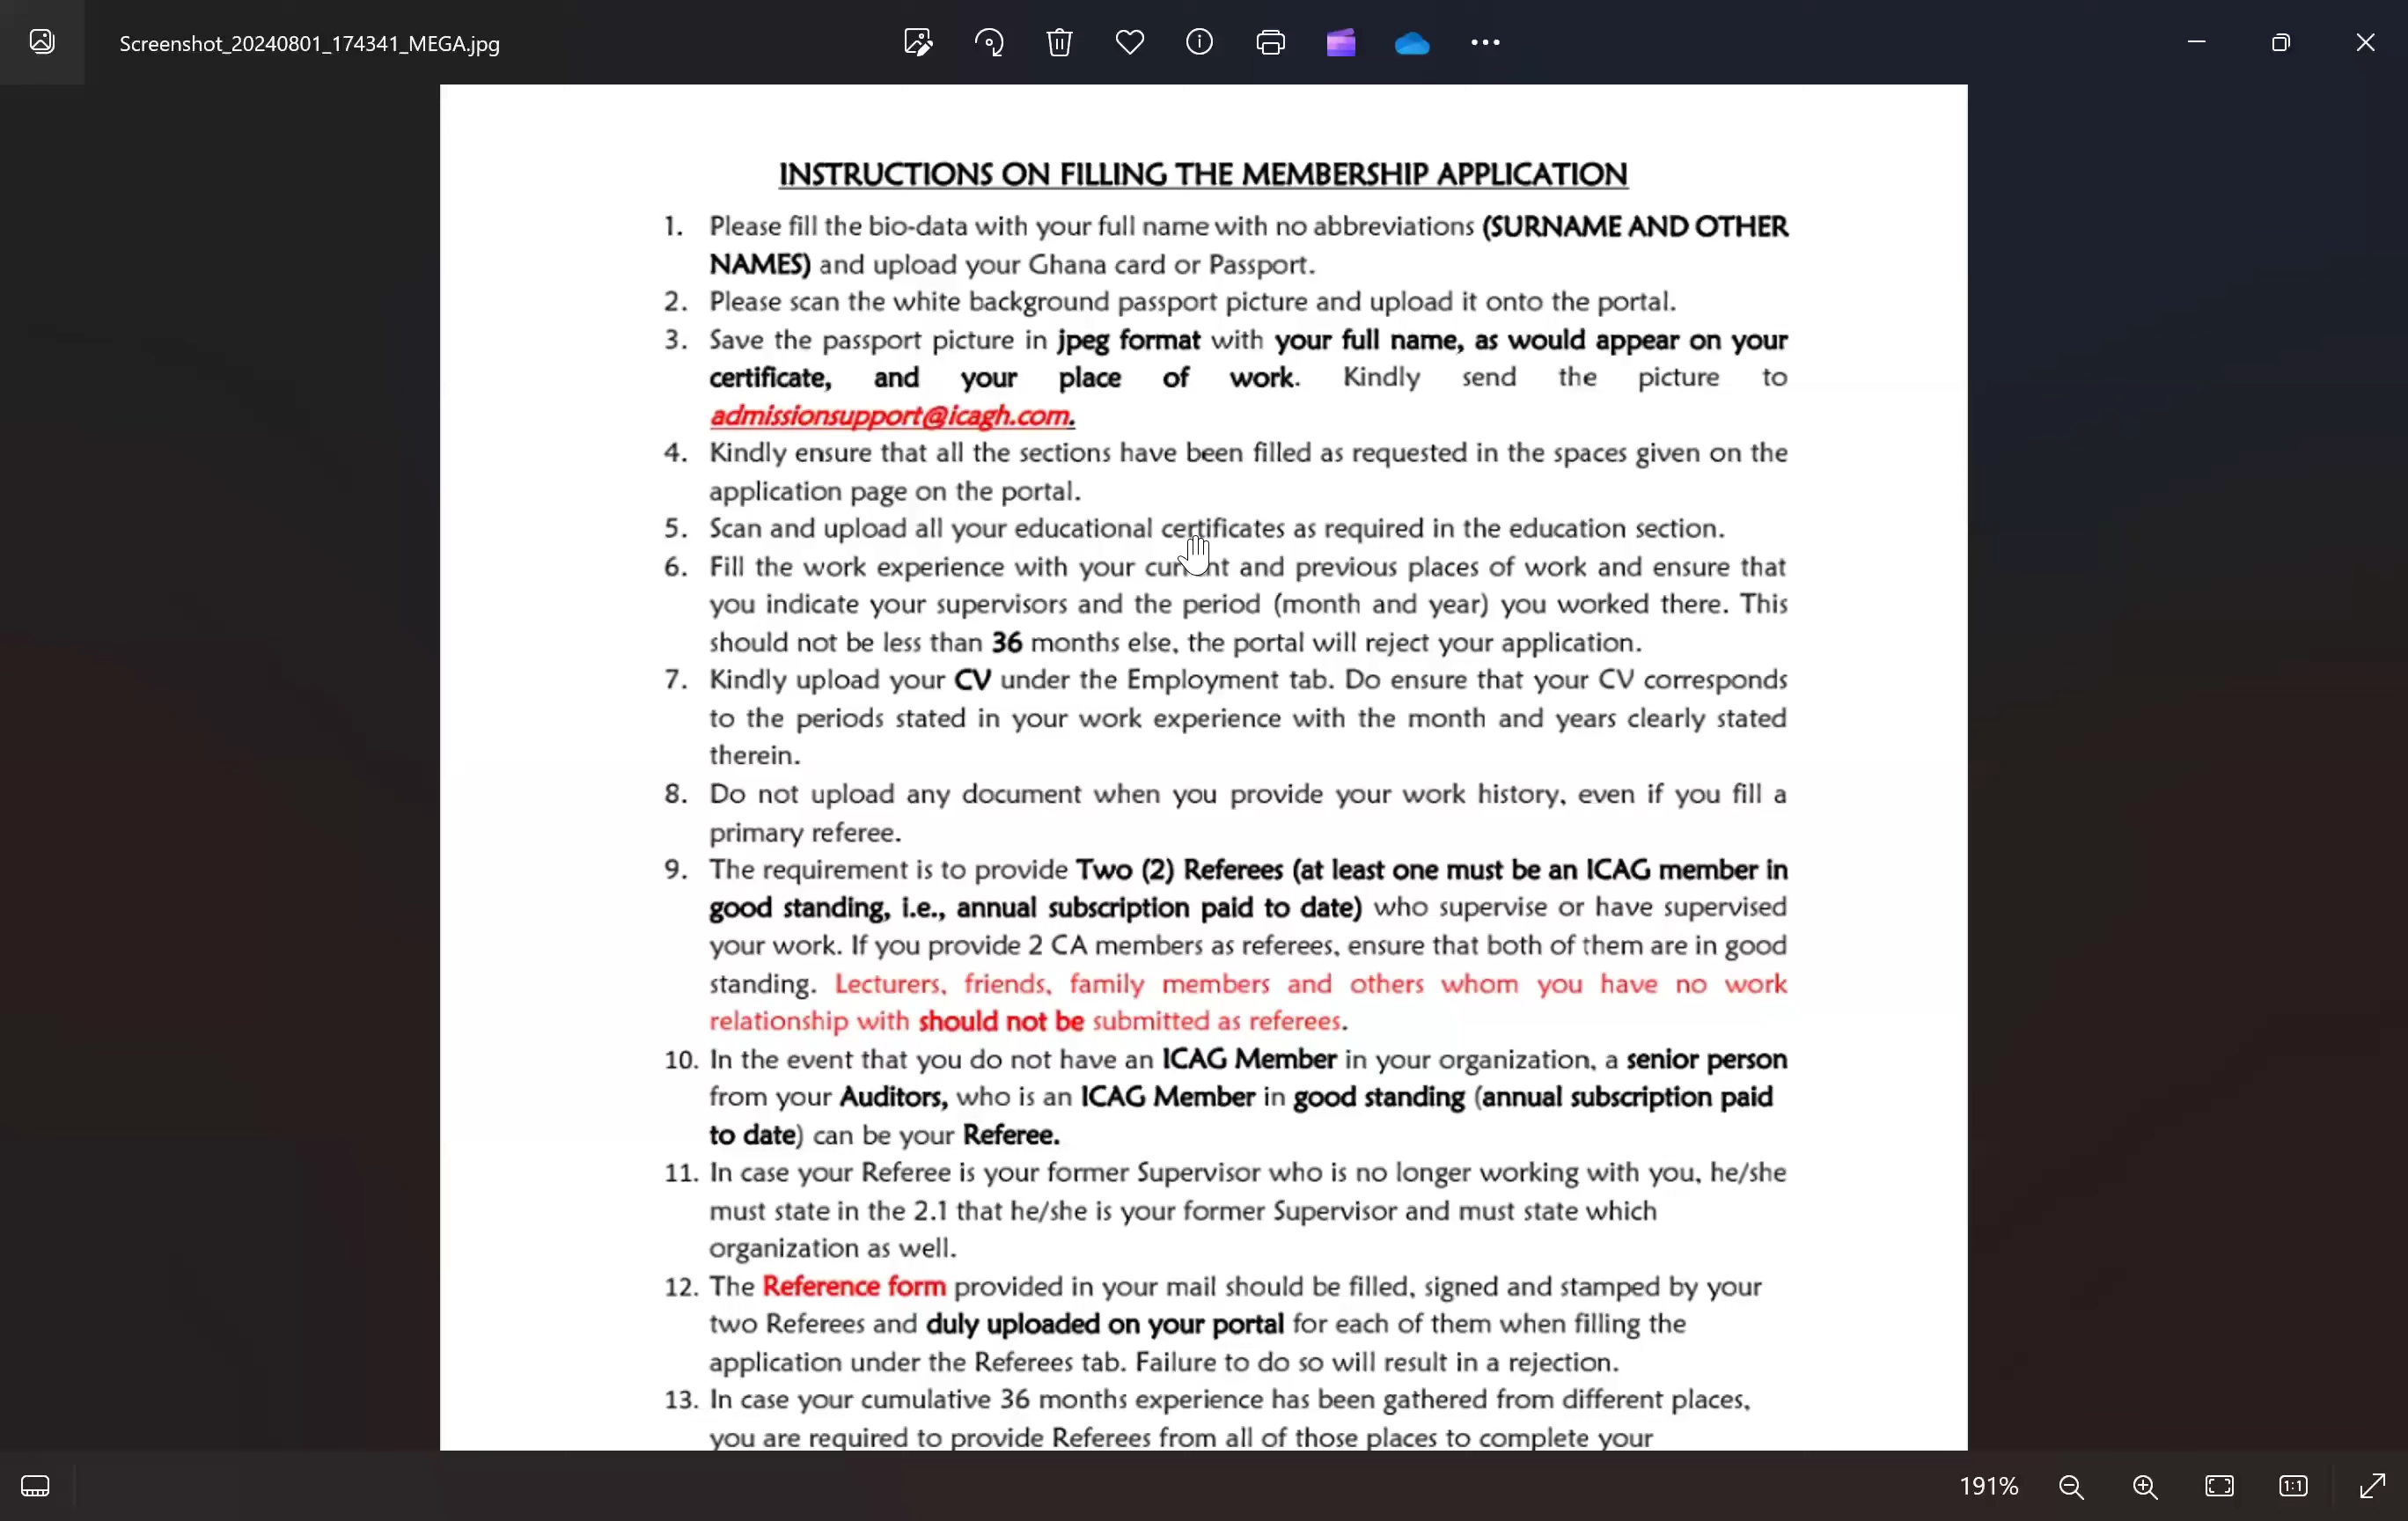 Screenshot_20240801_174341_MEGA.jpg
INSTRUCTIONS ON FILLING THE MEMBERSHIP APPLICATION
1. Please fill the bio-data with your full name with no abbreviations (SURNAME AND OTHER
NAMES) and upload your Ghana card or Passport.
2. Please scan the white background passport picture and upload it onto the portal.
3. Save the passport picture in jpeg format with your full name, as would appear on your
certificate, and your place of work. Kindly send the picture to
admissionsupport@icagh.com.
4. Kindly ensure that all the sections have been filled as requested in the spaces given on the
application page on the portal.
5. Scan and upload all your educational certificates as required in the education section.
6. Fill the work experience with your current and previous places of work and ensure that
you indicate your supervisors and the period (month and year) you worked there. This
should not be less than 36 months else, the portal will reject your application.
7. Kindly upload your CV under the Employment tab. Do ensure that your CV corresponds
to the periods stated in your work experience with the month and years clearly stated
therein.
8. Do not upload any document when you provide your work history, even if you fill a
primary referee.
9. The requirement is to provide Two (2) Referees (at least one must be an ICAG member in
good standing, i.e., annual subscription paid to date) who supervise or have supervised
your work. If you provide 2 CA members as referees, ensure that both of them are in good
standing. Lecturers, friends, family members and others whom you have no work
relationship with should not be submitted as referees.
10. In the event that you do not have an ICAG Member in your organization, a senior person
from your Auditors, who is an ICAG Member in good standing (annual subscription paid
to date) can be your Referee.
11. In case your Referee is your former Supervisor who is no longer working with you, he/she
must state in the 2.1 that he/she is your former Supervisor and must state which
organization as well.
12. The Reference form provided in your mail should be filled, signed and stamped by your
two Referees and duly uploaded on your portal for each of them when filling the
application under the Referees tab. Failure to do so will result in a rejection.
13. In case your cumulative 36 months experience has been gathered from different places,
you are required to provide Referees from all of those places to complete your
191%
1:1